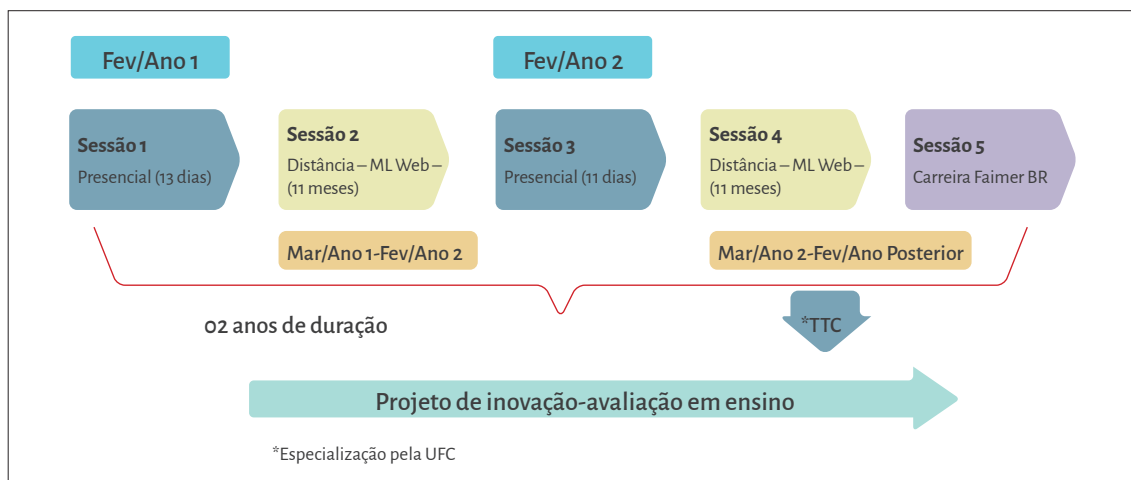 Fev/Ano 1
Fev/Ano 2
Sessão 1
Presencial (13 dias)
Sessão 2
Distância – ML Web –
(11 meses)
Sessão 3
Presencial (11 dias)
Sessão 4
Distância – ML Web –
(11 meses)
Sessão 5
Carreira Faimer BR
Mar/Ano 1-Fev/Ano 2
Mar/Ano 2-Fev/Ano Posterior
02 anos de duração
*TTC
Projeto de inovação-avaliação em ensino
*Especialização pela UFC